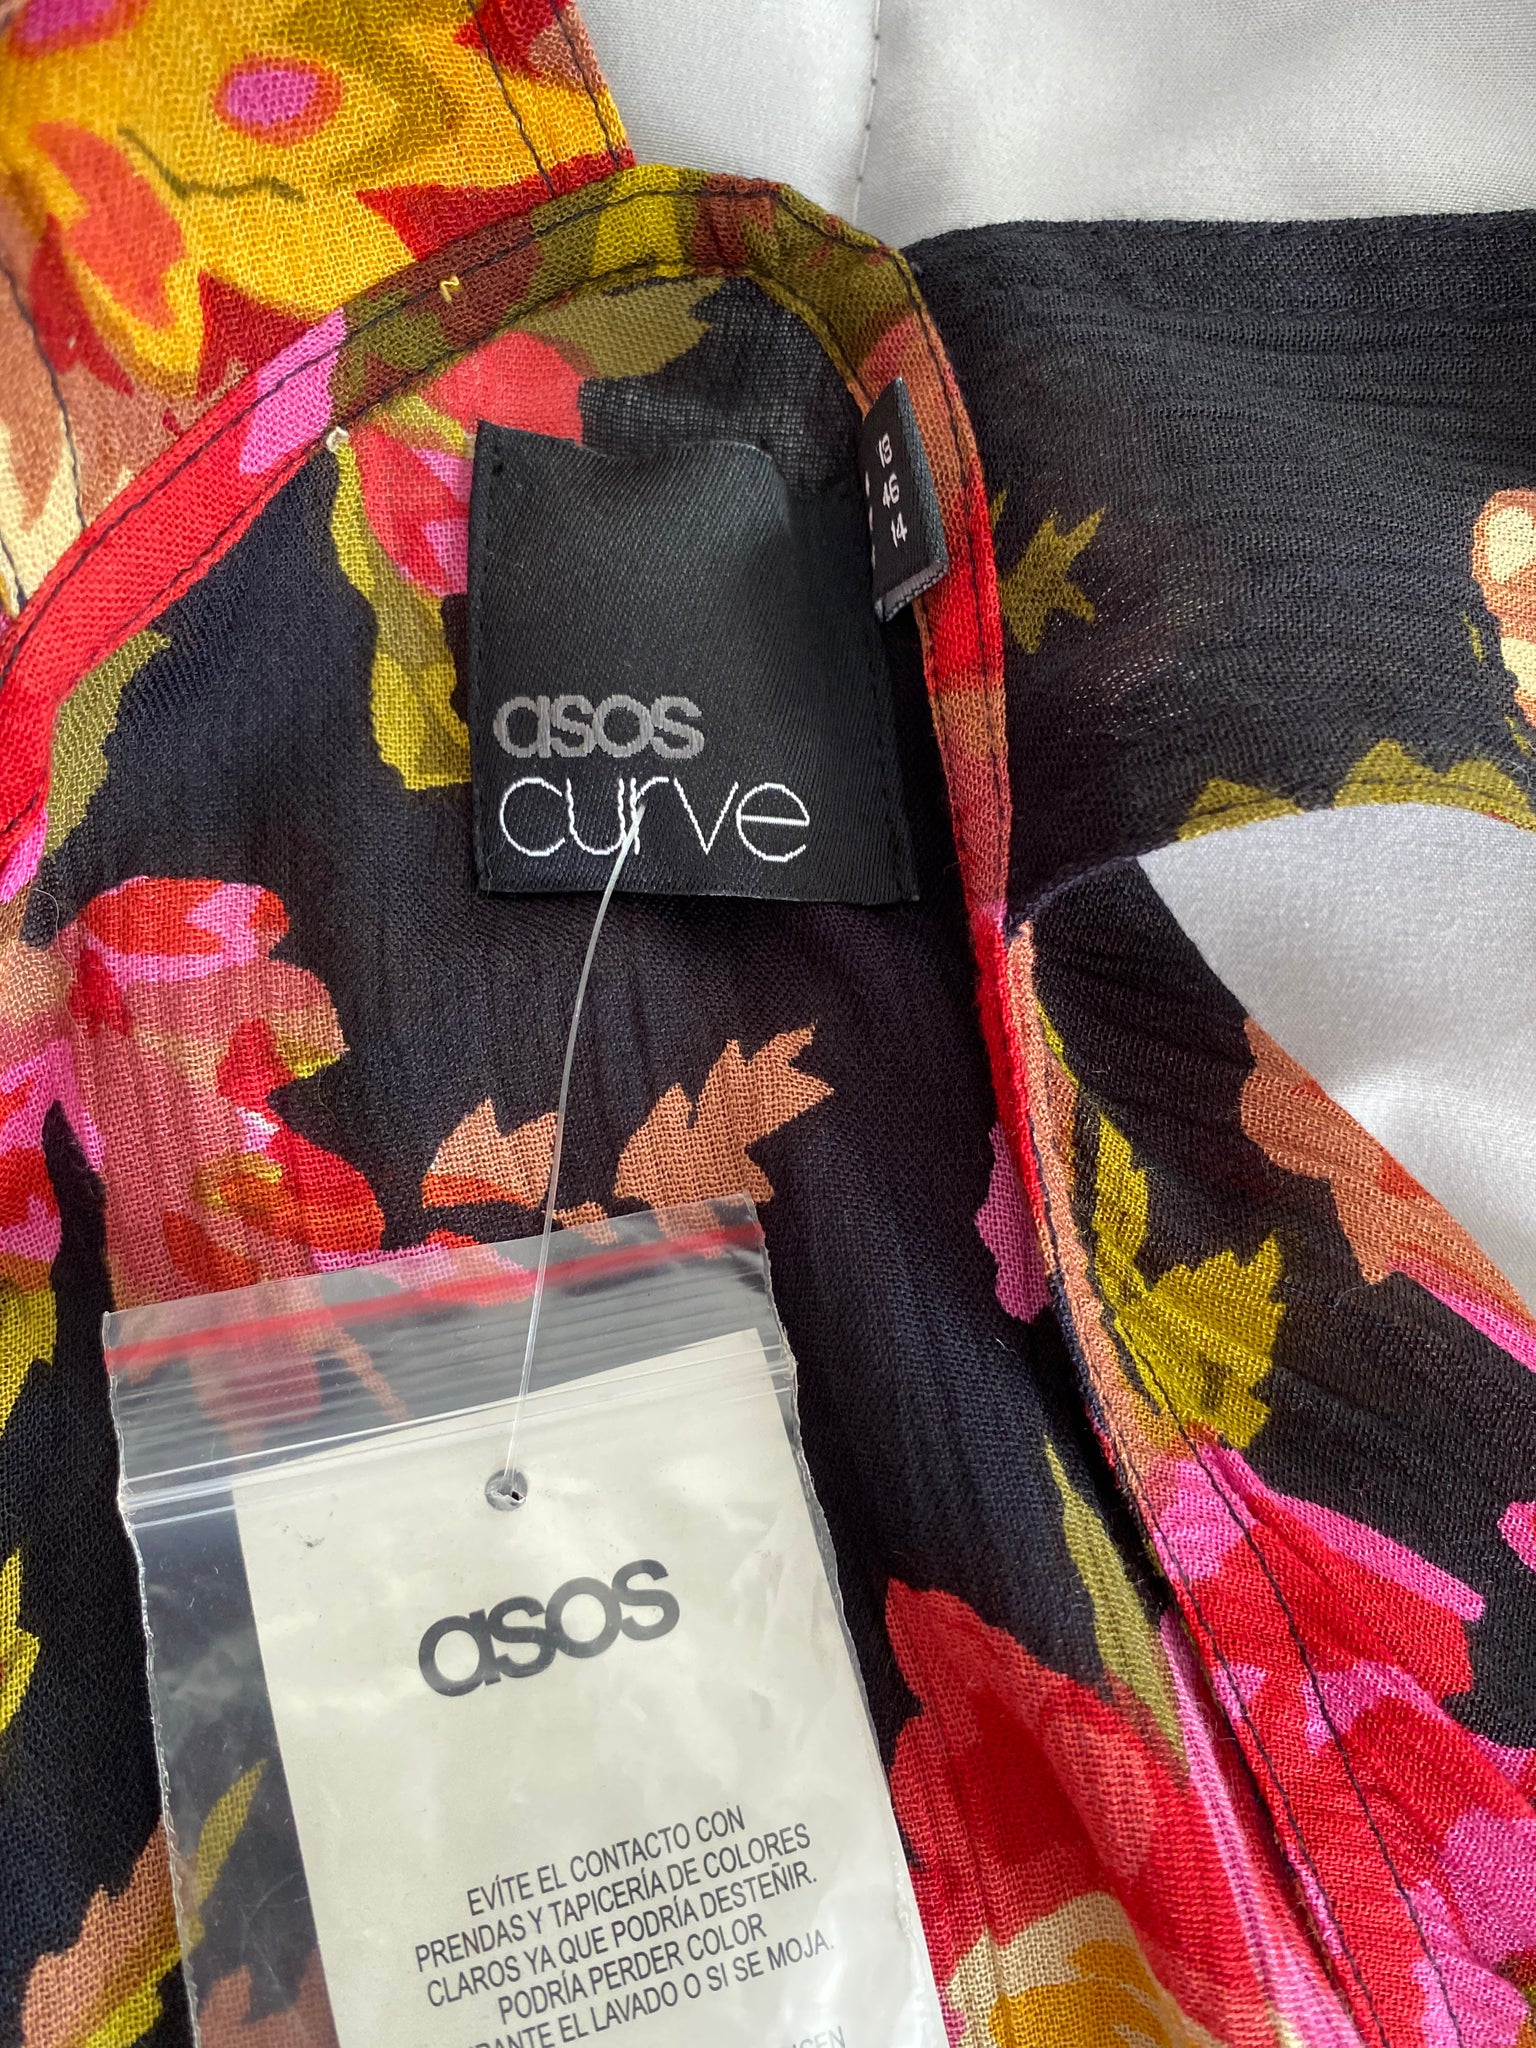 asos
curve
18
46
14
asos
EVÍTE EL CONTACTO CON
PRENDAS Y TAPICERÍA DE COLORES
CLAROS YA QUE PODRÍA DESTEÑIR.
PODRÍA PERDER COLOR
EL LAVADO O SI SE MOJA.